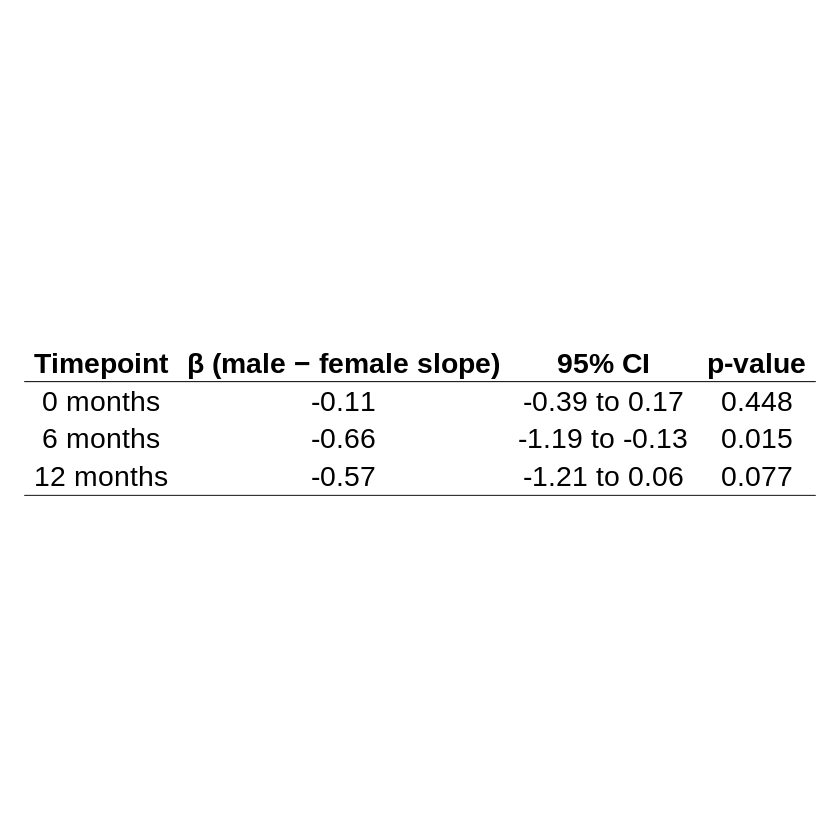 Timepoint β (male − female slope) 95% CI p-value
0 months -0.11 -0.39 to 0.17 0.448
6 months -0.66 -1.19 to -0.13 0.015
12 months -0.57 -1.21 to 0.06 0.077